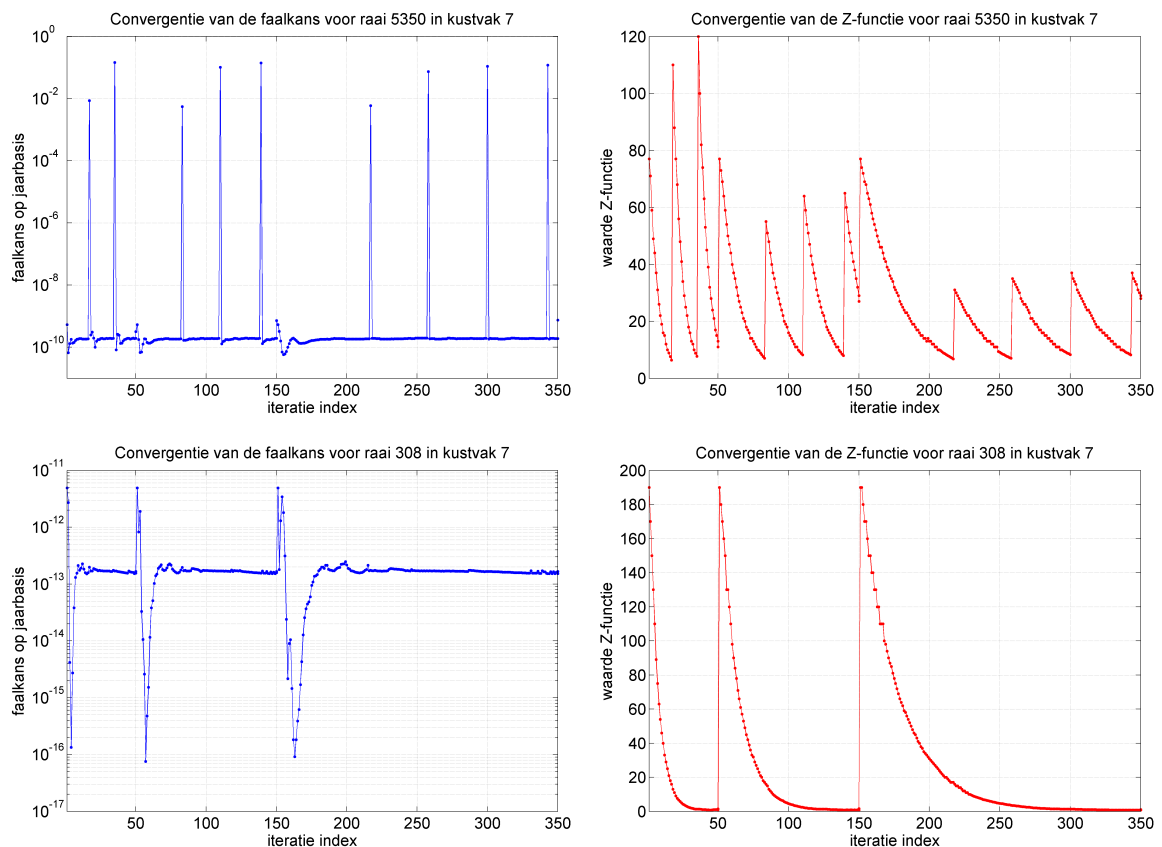 Convergentie van de faalkans voor raai 5350 in kustvak 7
10^0
10^-2
10^-4
10^-6
10^-8
10^-10
faalkans op jaarbasis
50 100 150 200 250 300 350
iteratie index
Convergentie van de Z-functie voor raai 5350 in kustvak 7
120
100
80
60
40
20
0
waarde Z-functie
50 100 150 200 250 300 350
iteratie index
Convergentie van de faalkans voor raai 308 in kustvak 7
10^-11
10^-12
10^-13
10^-14
10^-15
10^-16
10^-17
faalkans op jaarbasis
50 100 150 200 250 300 350
iteratie index
Convergentie van de Z-functie voor raai 308 in kustvak 7
200
180
160
140
120
100
80
60
40
20
0
waarde Z-functie
50 100 150 200 250 300 350
iteratie index